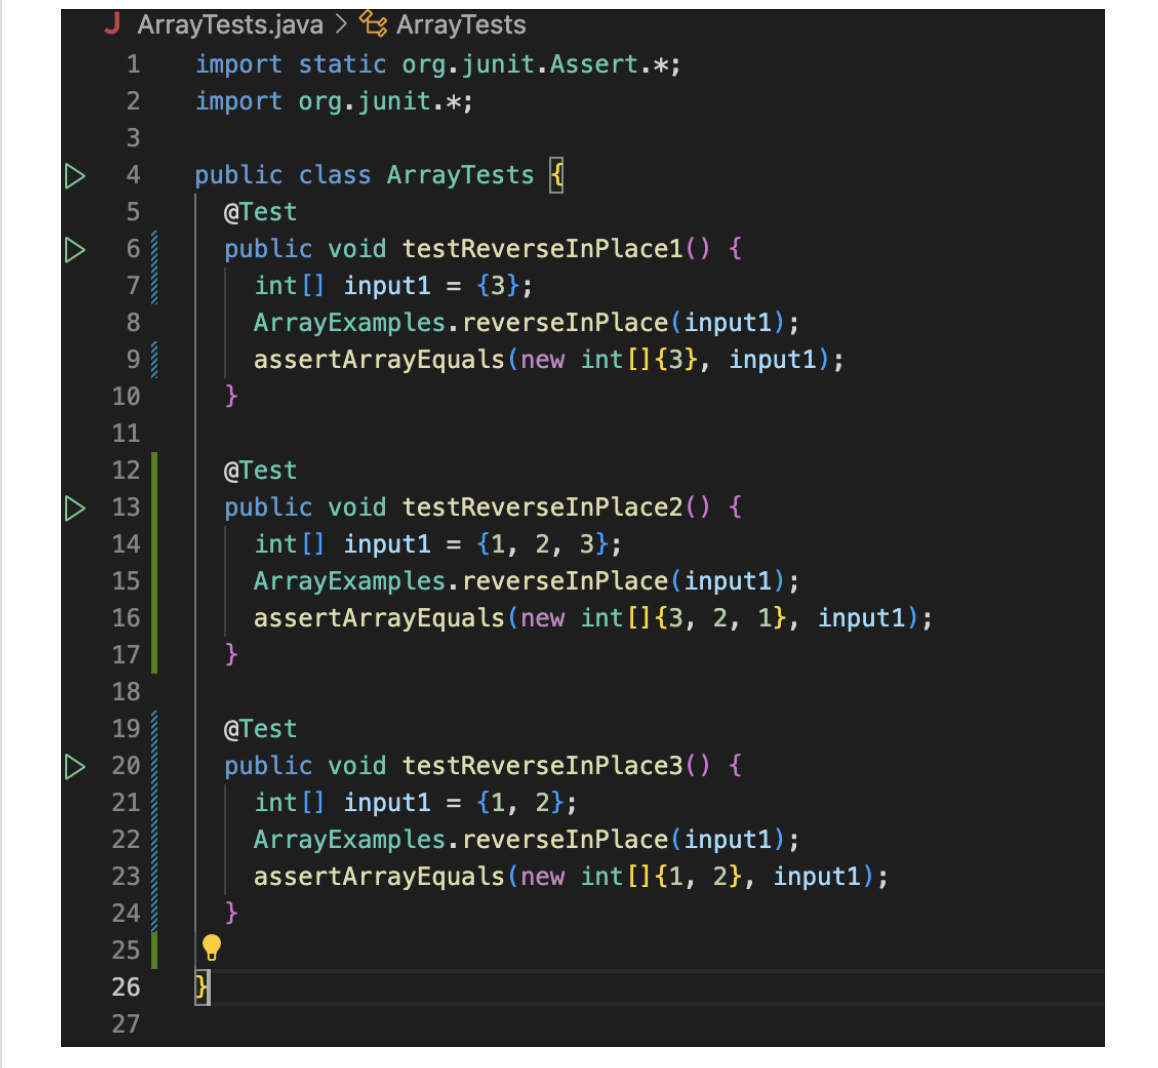 J ArrayTests.java > ArrayTests
1 import static org.junit.Assert.*;
2 import org.junit.*;
3
4 public class ArrayTests {
5 @Test
6 public void testReverseInPlace1() {
7 int[] input1 = {3};
8 ArrayExamples.reverseInPlace(input1);
9 assertArrayEquals(new int[]{3}, input1);
10 }
11
12 @Test
13 public void testReverseInPlace2() {
14 int[] input1 = {1, 2, 3};
15 ArrayExamples.reverseInPlace(input1);
16 assertArrayEquals(new int[]{3, 2, 1}, input1);
17 }
18
19 @Test
20 public void testReverseInPlace3() {
21 int[] input1 = {1, 2};
22 ArrayExamples.reverseInPlace(input1);
23 assertArrayEquals(new int[]{1, 2}, input1);
24 }
25
26 }
27